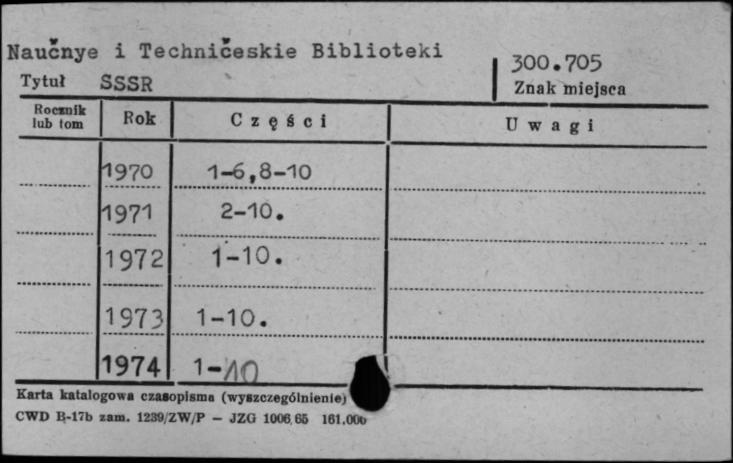 Naučnye i Techničeskie Biblioteki
Tytuł SSSR
300.705
Znak miejsca
Rocznik lub tom Rok Części Uwagi
1970 1-6,8-10
1971 2-10.
1972 1-10.
1973 1-10.
1974 1-10
Karta katalogowa czasopisma (wyszczególnienie)
CWD B-17b zam. 1239/ZW/P — JZG 1006 65 161.000